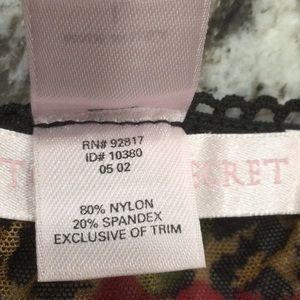 RN# 92817
ID# 10380
05 02
80% NYLON
20% SPANDEX
EXCLUSIVE OF TRIM